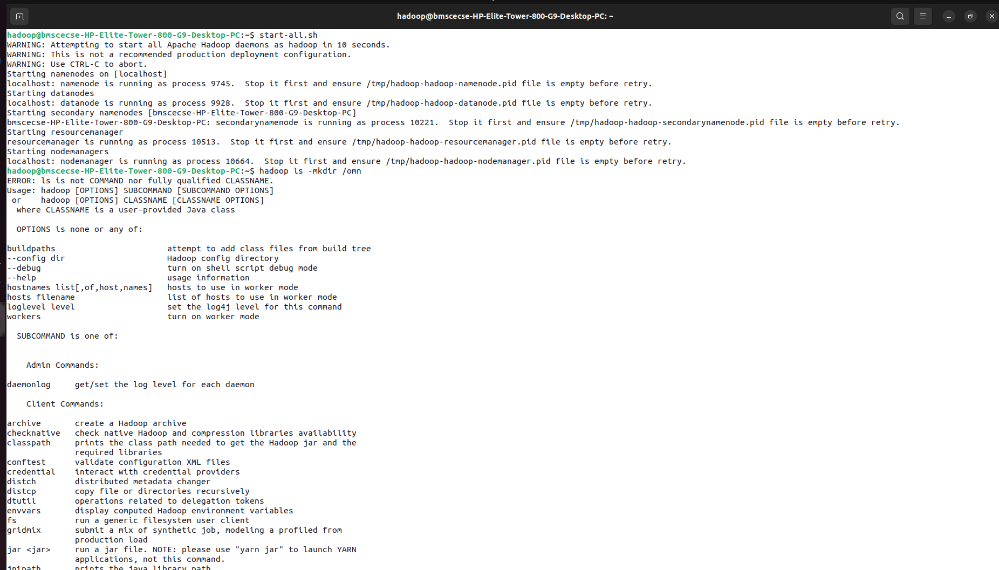 hadoop@bmscecse-HP-Elite-Tower-800-G9-Desktop-PC: ~
hadoop@bmscecse-HP-Elite-Tower-800-G9-Desktop-PC:~$ start-all.sh
WARNING: Attempting to start all Apache Hadoop daemons as hadoop in 10 seconds.
WARNING: This is not a recommended production deployment configuration.
WARNING: Use CTRL-C to abort.
Starting namenodes on [localhost]
localhost: namenode is running as process 9745.  Stop it first and ensure /tmp/hadoop-hadoop-namenode.pid file is empty before retry.
Starting datanodes
localhost: datanode is running as process 9928.  Stop it first and ensure /tmp/hadoop-hadoop-datanode.pid file is empty before retry.
Starting secondary namenodes [bmscecse-HP-Elite-Tower-800-G9-Desktop-PC]
bmscecse-HP-Elite-Tower-800-G9-Desktop-PC: secondarynamenode is running as process 10221.  Stop it first and ensure /tmp/hadoop-hadoop-secondarynamenode.pid file is empty before retry.
Starting resourcemanager
resourcemanager is running as process 10513.  Stop it first and ensure /tmp/hadoop-hadoop-resourcemanager.pid file is empty before retry.
Starting nodemanagers
localhost: nodemanager is running as process 10664.  Stop it first and ensure /tmp/hadoop-hadoop-nodemanager.pid file is empty before retry.
hadoop@bmscecse-HP-Elite-Tower-800-G9-Desktop-PC:~$ hadoop ls -mkdir /omn
ERROR: ls is not COMMAND nor fully qualified CLASSNAME.
Usage: hadoop [OPTIONS] SUBCOMMAND [SUBCOMMAND OPTIONS]
 or    hadoop [OPTIONS] CLASSNAME [CLASSNAME OPTIONS]
  where CLASSNAME is a user-provided Java class
  OPTIONS is none or any of:
buildpaths                       attempt to add class files from build tree
--config dir                     Hadoop config directory
--debug                          turn on shell script debug mode
--help                           usage information
hostnames list[,of,host,names]   hosts to use in worker mode
hosts filename                   list of hosts to use in worker mode
loglevel level                   set the log4j level for this command
workers                          turn on worker mode
  SUBCOMMAND is one of:
    Admin Commands:
daemonlog     get/set the log level for each daemon
    Client Commands:
archive       create a Hadoop archive
checknative   check native Hadoop and compression libraries availability
classpath     prints the class path needed to get the Hadoop jar and the
              required libraries
conftest      validate configuration XML files
credential    interact with credential providers
distch        distributed metadata changer
distcp        copy file or directories recursively
dtutil        operations related to delegation tokens
envvars       display computed Hadoop environment variables
fs            run a generic filesystem user client
gridmix       submit a mix of synthetic job, modeling a profiled from
              production load
jar <jar>     run a jar file. NOTE: please use "yarn jar" to launch YARN
              applications, not this command.
jnipath       prints the java library path